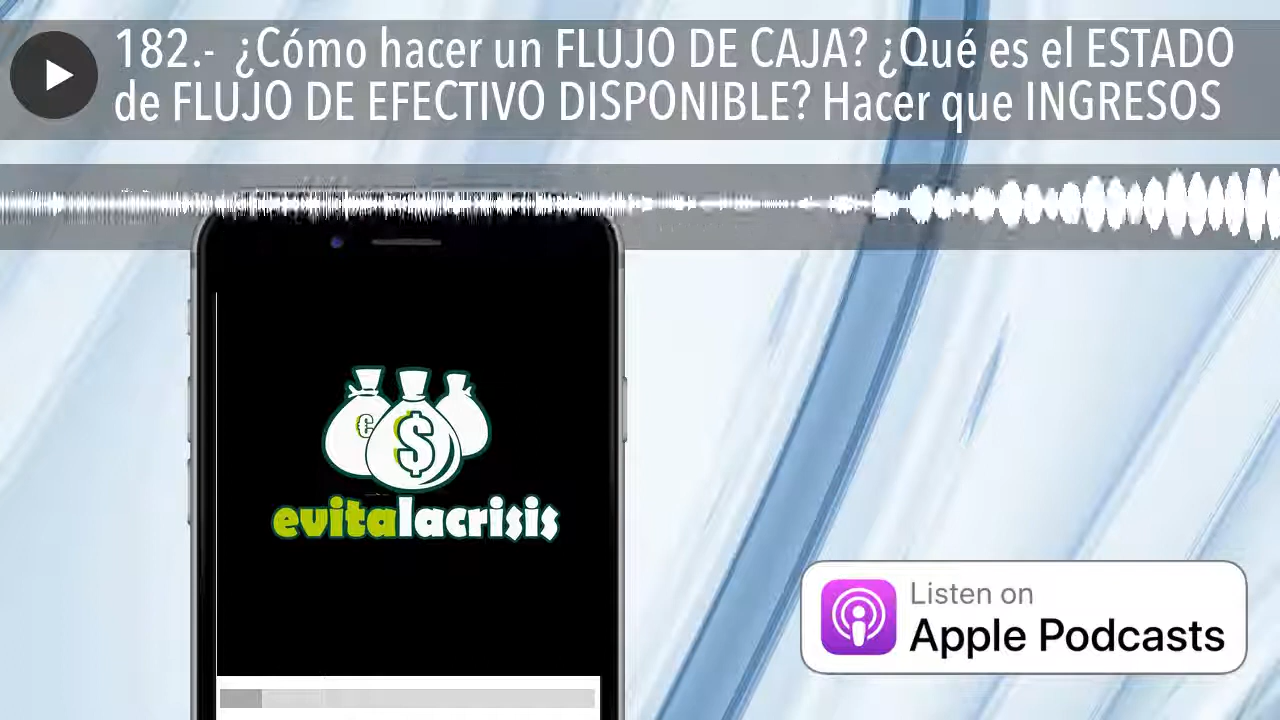 182.- ¿Cómo hacer un FLUJO DE CAJA? ¿Qué es el ESTADO
de FLUJO DE EFECTIVO DISPONIBLE? Hacer que INGRESOS
€ $
evitalacrisis
Listen on
Apple Podcasts